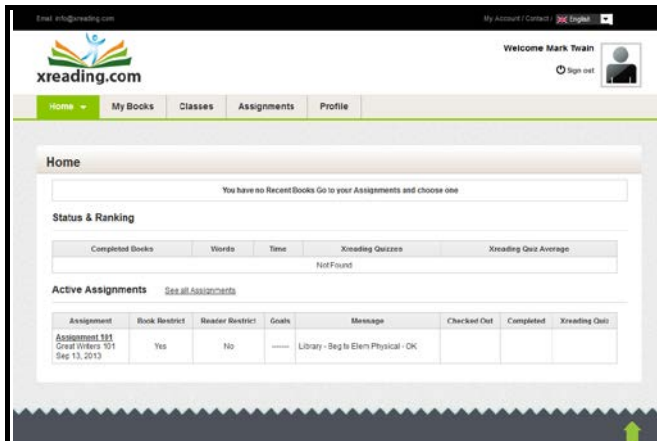 Email info@xreading.com
My Account / Contact / English
xreading.com
Welcome Mark Twain
Sign out
Home My Books Classes Assignments Profile
Home
You have no Recent Books Go to your Assignments and choose one
Status & Ranking
Completed Books Words Time Xreading Quizzes Xreading Quiz Average
Not Found
Active Assignments See all Assignments
Assignment Book Restrict Reader Restrict Goals Message Checked Out Completed Xreading Quiz
Assignment 101
Great Writers 101 Yes No ------ Library - Beg to Elem Physical - OK
Sep 13, 2013